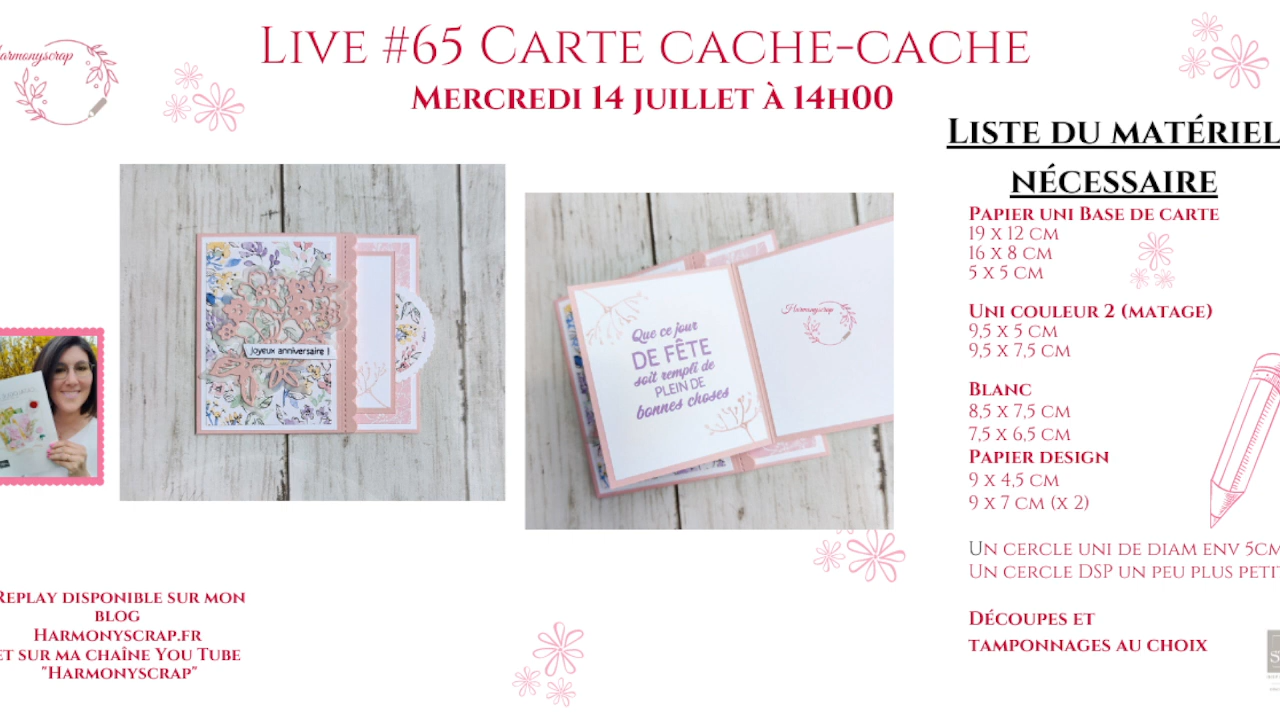 Harmonyscrap
Live #65 Carte cache-cache
Mercredi 14 juillet à 14h00
Joyeux anniversaire !
Que ce jour
DE FÊTE
soit rempli de
PLEIN DE
bonnes choses
Harmonyscrap
Liste du matériel
nécessaire
Papier uni Base de carte
19 x 12 cm
16 x 8 cm
5 x 5 cm
Uni couleur 2 (matage)
9,5 x 5 cm
9,5 x 7,5 cm
Blanc
8,5 x 7,5 cm
7,5 x 6,5 cm
Papier design
9 x 4,5 cm
9 x 7 cm (x 2)
Un cercle uni de diam env 5cm
Un cercle DSP un peu plus petit
Découpes et
tamponnages au choix
Replay disponible sur mon
blog
Harmonyscrap.fr
et sur ma chaîne You Tube
"Harmonyscrap"